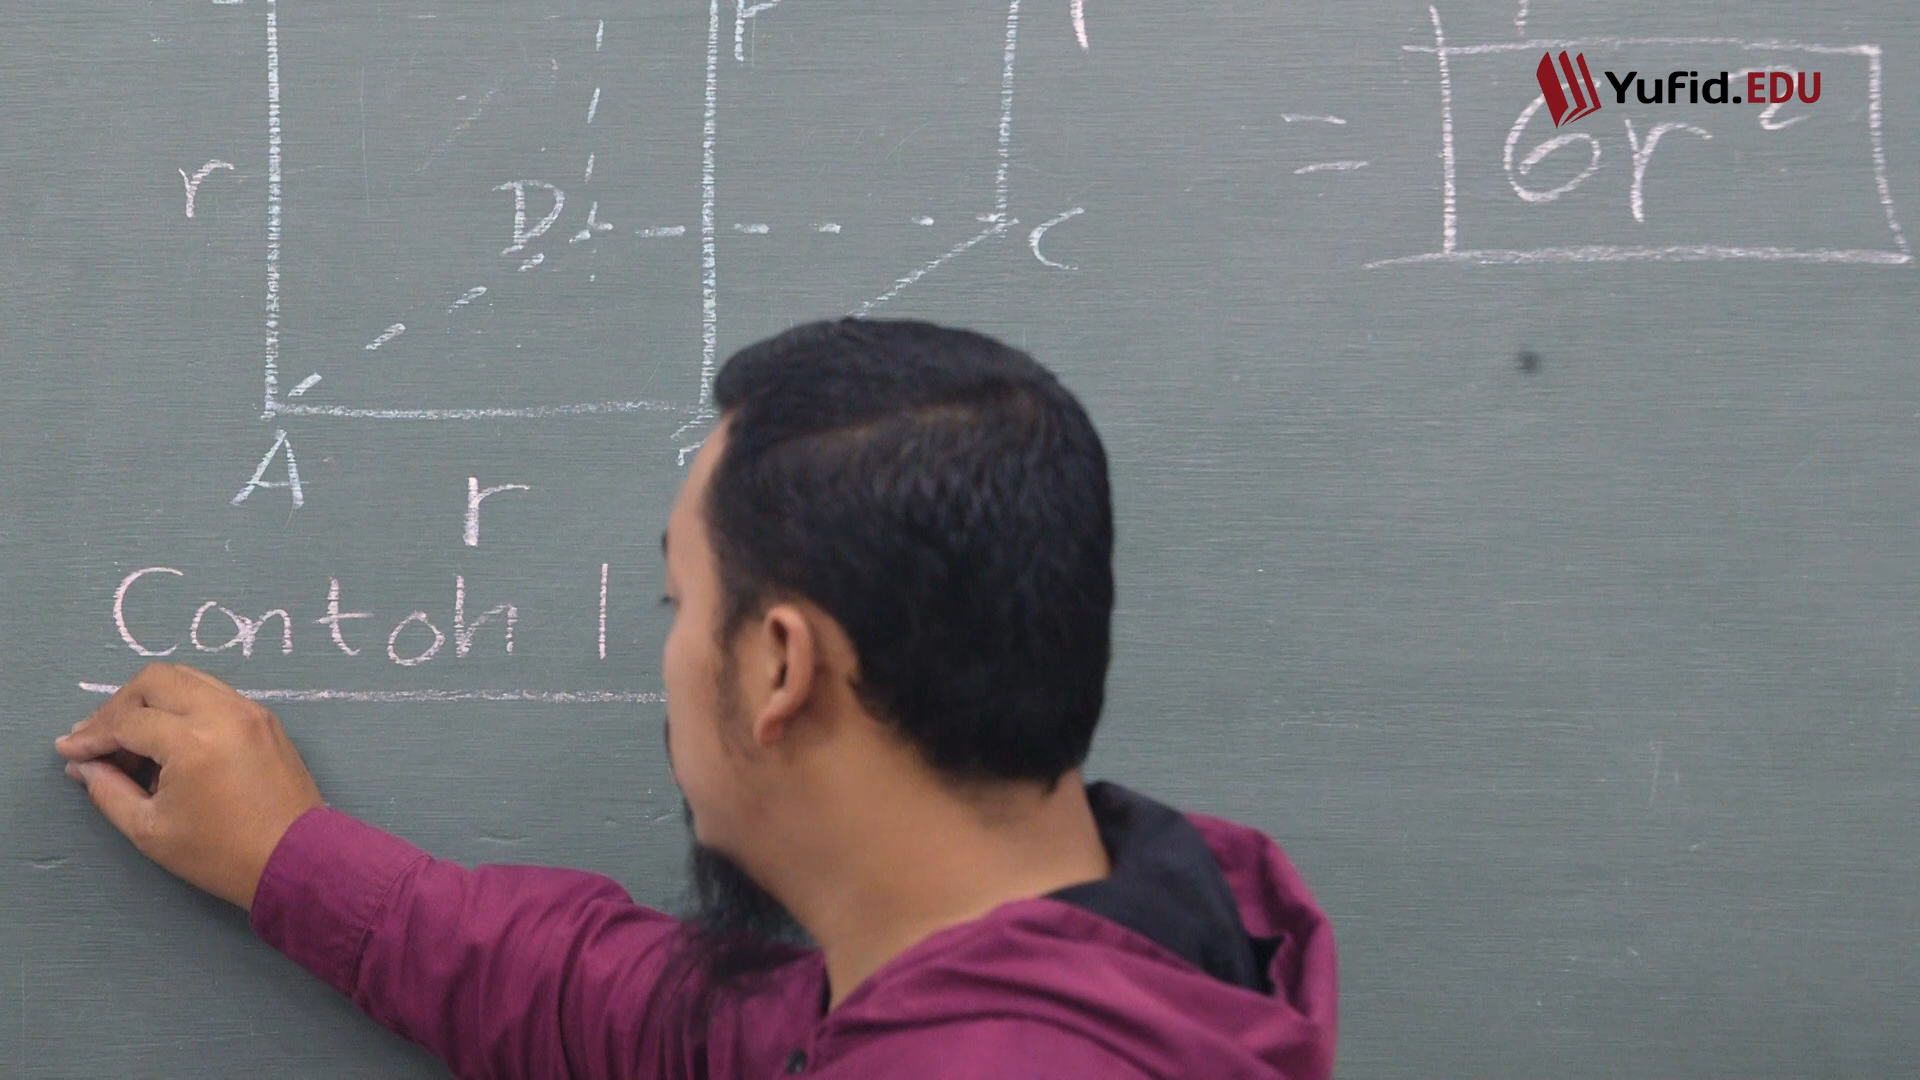 Yufid.EDU
= 6r²
r
D
C
A
r
Contoh 1